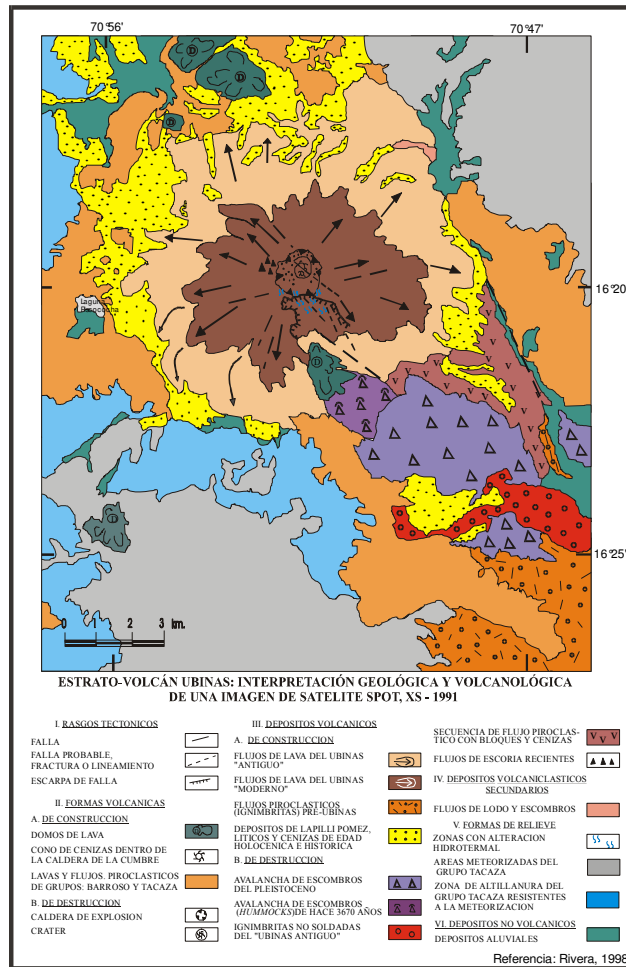 70 °56'
70 °47'
D
D
D
Laguna
16°20
D
16°25'
D
0 1 2 3 km.
ESTRATO-VOLCÁN UBINAS: INTERPRETACIÓN GEOLÓGICA Y VOLCANOLÓGICA
DE UNA IMAGEN DE SATELITE SPOT, XS - 1991
I. RASGOS TECTONICOS
FALLA
FALLA PROBABLE,
FRACTURA O LINEAMIENTO
ESCARPA DE FALLA
II. FORMAS VOLCANICAS
A. DE CONSTRUCCION
DOMOS DE LAVA
CONO DE CENIZAS DENTRO DE
LA CALDERA DE LA CUMBRE
LAVAS Y FLUJOS. PIROCLASTICOS
DE GRUPOS: BARROSO Y TACAZA
B. DE DESTRUCCION
CALDERA DE EXPLOSION
CRATER
III. DEPOSITOS VOLCANICOS
A. DE CONSTRUCCION
FLUJOS DE LAVA DEL UBINAS
"ANTIGUO"
FLUJOS DE LAVA DEL UBINAS
"MODERNO"
FLUJOS PIROCLASTICOS
(IGNIMBRITAS) PRE-UBINAS
DEPOSITOS DE LAPILLI POMEZ,
LITICOS Y CENIZAS DE EDAD
HOLOCENICA E HISTORICA
B. DE DESTRUCCION
AVALANCHA DE ESCOMBROS
DEL PLEISTOCENO
AVALANCHA DE ESCOMBROS
(HUMMOCKS)DE HACE 3670 AÑOS
IGNIMBRITAS NO SOLDADAS
DEL "UBINAS ANTIGUO"
SECUENCIA DE FLUJO PIROCLAS-
TICO CON BLOQUES Y CENIZAS
FLUJOS DE ESCORIA RECIENTES
IV. DEPOSITOS VOLCANICLASTICOS
SECUNDARIOS
FLUJOS DE LODO Y ESCOMBROS
V. FORMAS DE RELIEVE
ZONAS CON ALTERACION
HIDROTERMAL
AREAS METEORIZADAS DEL
GRUPO TACAZA
ZONA DE ALTILLANURA DEL
GRUPO TACAZA RESISTENTES
A LA METEORIZACION
VI. DEPOSITOS NO VOLCANICOS
DEPOSITOS ALUVIALES
Referencia: Rivera, 1998